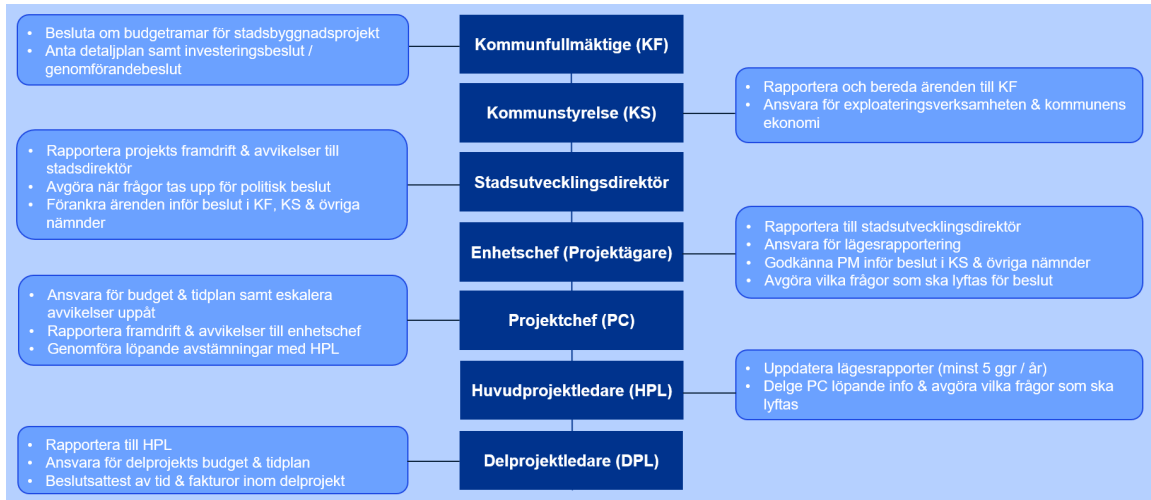 • Besluta om budgetramar för stadsbyggnadsprojekt
• Anta detaljplan samt investeringsbeslut /
genomförandebeslut
Kommunfullmäktige (KF)
Kommunstyrelse (KS)
• Rapportera och bereda ärenden till KF
• Ansvara för exploateringsverksamheten & kommunens
ekonomi
• Rapportera projekts framdrift & avvikelser till
stadsdirektör
• Avgöra när frågor tas upp för politisk beslut
• Förankra ärenden inför beslut i KF, KS & övriga
nämnder
Stadsutvecklingsdirektör
Enhetschef (Projektägare)
• Rapportera till stadsutvecklingsdirektör
• Ansvara för lägesrapportering
• Godkänna PM inför beslut i KS & övriga nämnder
• Avgöra vilka frågor som ska lyftas för beslut
• Ansvara för budget & tidplan samt eskalera
avvikelser uppåt
• Rapportera framdrift & avvikelser till enhetschef
• Genomföra löpande avstämningar med HPL
Projektchef (PC)
Huvudprojektledare (HPL)
• Uppdatera lägesrapporter (minst 5 ggr / år)
• Delge PC löpande info & avgöra vilka frågor som ska
lyftas
• Rapportera till HPL
• Ansvara för delprojekts budget & tidplan
• Beslutsattest av tid & fakturor inom delprojekt
Delprojektledare (DPL)